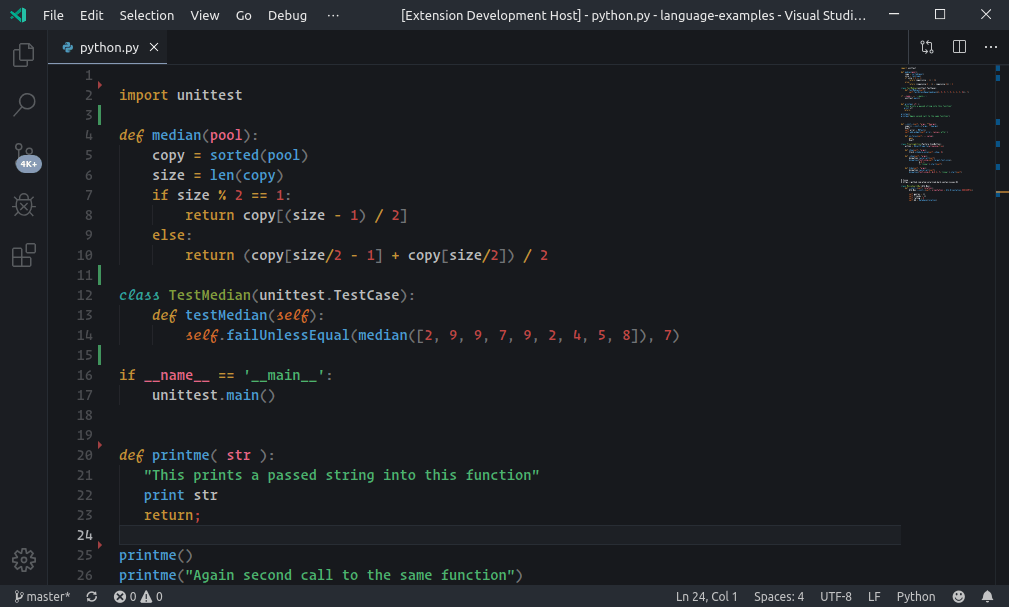 File Edit Selection View Go Debug ··· [Extension Development Host] - python.py - language-examples - Visual Studi...
python.py
4K+
1
2 import unittest
3
4 def median(pool):
5 copy = sorted(pool)
6 size = len(copy)
7 if size % 2 == 1:
8 return copy[(size - 1) / 2]
9 else:
10 return (copy[size/2 - 1] + copy[size/2]) / 2
11
12 class TestMedian(unittest.TestCase):
13 def testMedian(self):
14 self.failUnlessEqual(median([2, 9, 9, 7, 9, 2, 4, 5, 8]), 7)
15
16 if __name__ == '__main__':
17 unittest.main()
18
19
20 def printme( str ):
21 "This prints a passed string into this function"
22 print str
23 return;
24
25 printme()
26 printme("Again second call to the same function")
master* 0 0 Ln 24, Col 1 Spaces: 4 UTF-8 LF Python